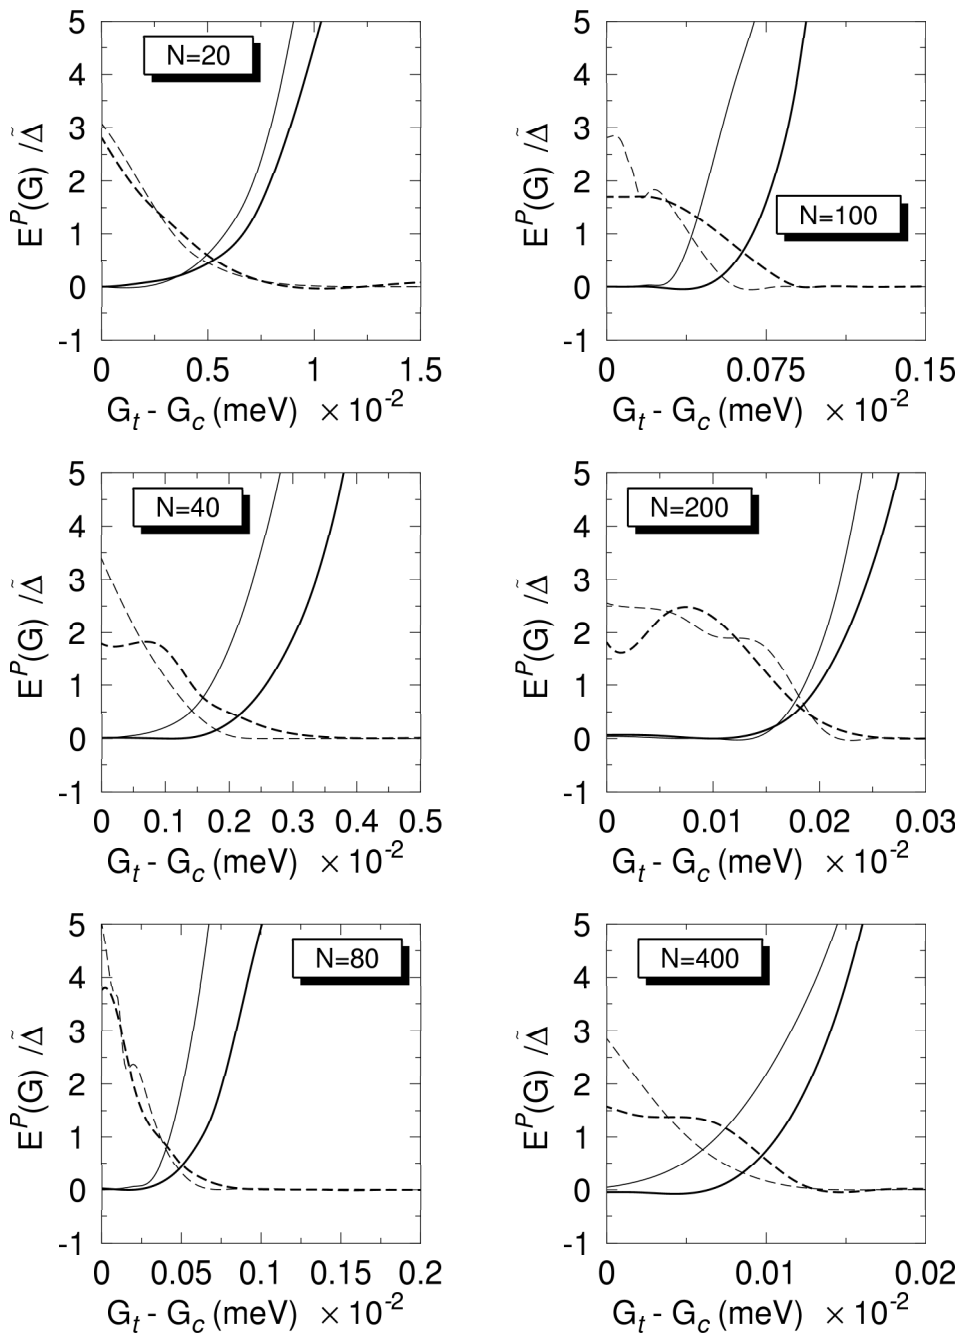 5
4
3
2
1
0
-1
E^P(G) /Δ̃
N=20
0 0.5 1 1.5
G_t - G_c (meV) × 10^-2
5
4
3
2
1
0
-1
E^P(G) /Δ̃
N=100
0 0.075 0.15
G_t - G_c (meV) × 10^-2
5
4
3
2
1
0
-1
E^P(G) /Δ̃
N=40
0 0.1 0.2 0.3 0.4 0.5
G_t - G_c (meV) × 10^-2
5
4
3
2
1
0
-1
E^P(G) /Δ̃
N=200
0 0.01 0.02 0.03
G_t - G_c (meV) × 10^-2
5
4
3
2
1
0
-1
E^P(G) /Δ̃
N=80
0 0.05 0.1 0.15 0.2
G_t - G_c (meV) × 10^-2
5
4
3
2
1
0
-1
E^P(G) /Δ̃
N=400
0 0.01 0.02
G_t - G_c (meV) × 10^-2